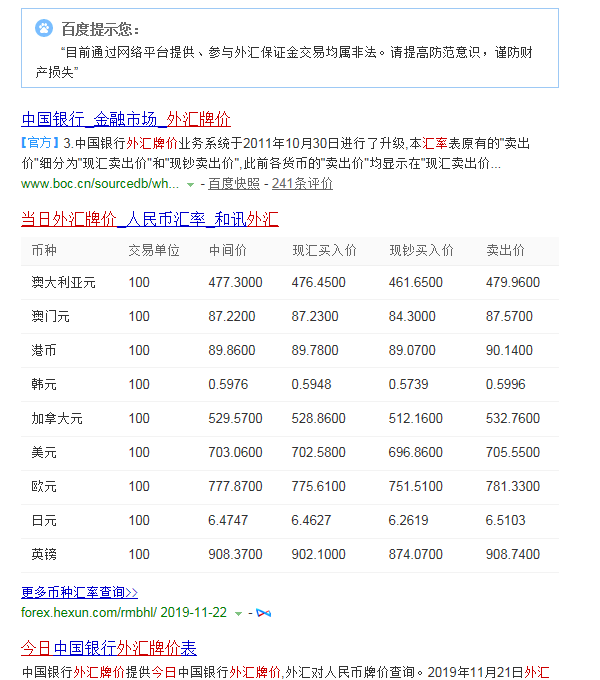 百度提示您：
“目前通过网络平台提供、参与外汇保证金交易均属非法。请提高防范意识，谨防财
产损失”
中国银行_金融市场_外汇牌价
【官方】3.中国银行外汇牌价业务系统于2011年10月30日进行了升级,本汇率表原有的"卖出
价"细分为"现汇卖出价"和"现钞卖出价",此前各货币的"卖出价"均显示在"现汇卖出价...
www.boc.cn/sourcedb/wh... - 百度快照 - 241条评价
当日外汇牌价_人民币汇率_和讯外汇
币种 交易单位 中间价 现汇买入价 现钞买入价 卖出价
澳大利亚元 100 477.3000 476.4500 461.6500 479.9600
澳门元 100 87.2200 87.2300 84.3000 87.5700
港币 100 89.8600 89.7800 89.0700 90.1400
韩元 100 0.5976 0.5948 0.5739 0.5996
加拿大元 100 529.5700 528.8600 512.1600 532.7600
美元 100 703.0600 702.5800 696.8600 705.5500
欧元 100 777.8700 775.6100 751.5100 781.3300
日元 100 6.4747 6.4627 6.2619 6.5103
英镑 100 908.3700 902.1000 874.0700 908.7400
更多币种汇率查询>>
forex.hexun.com/rmbhl/ 2019-11-22 -
今日中国银行外汇牌价表
中国银行外汇牌价提供今日中国银行外汇牌价,外汇对人民币牌价查询。2019年11月21日外汇